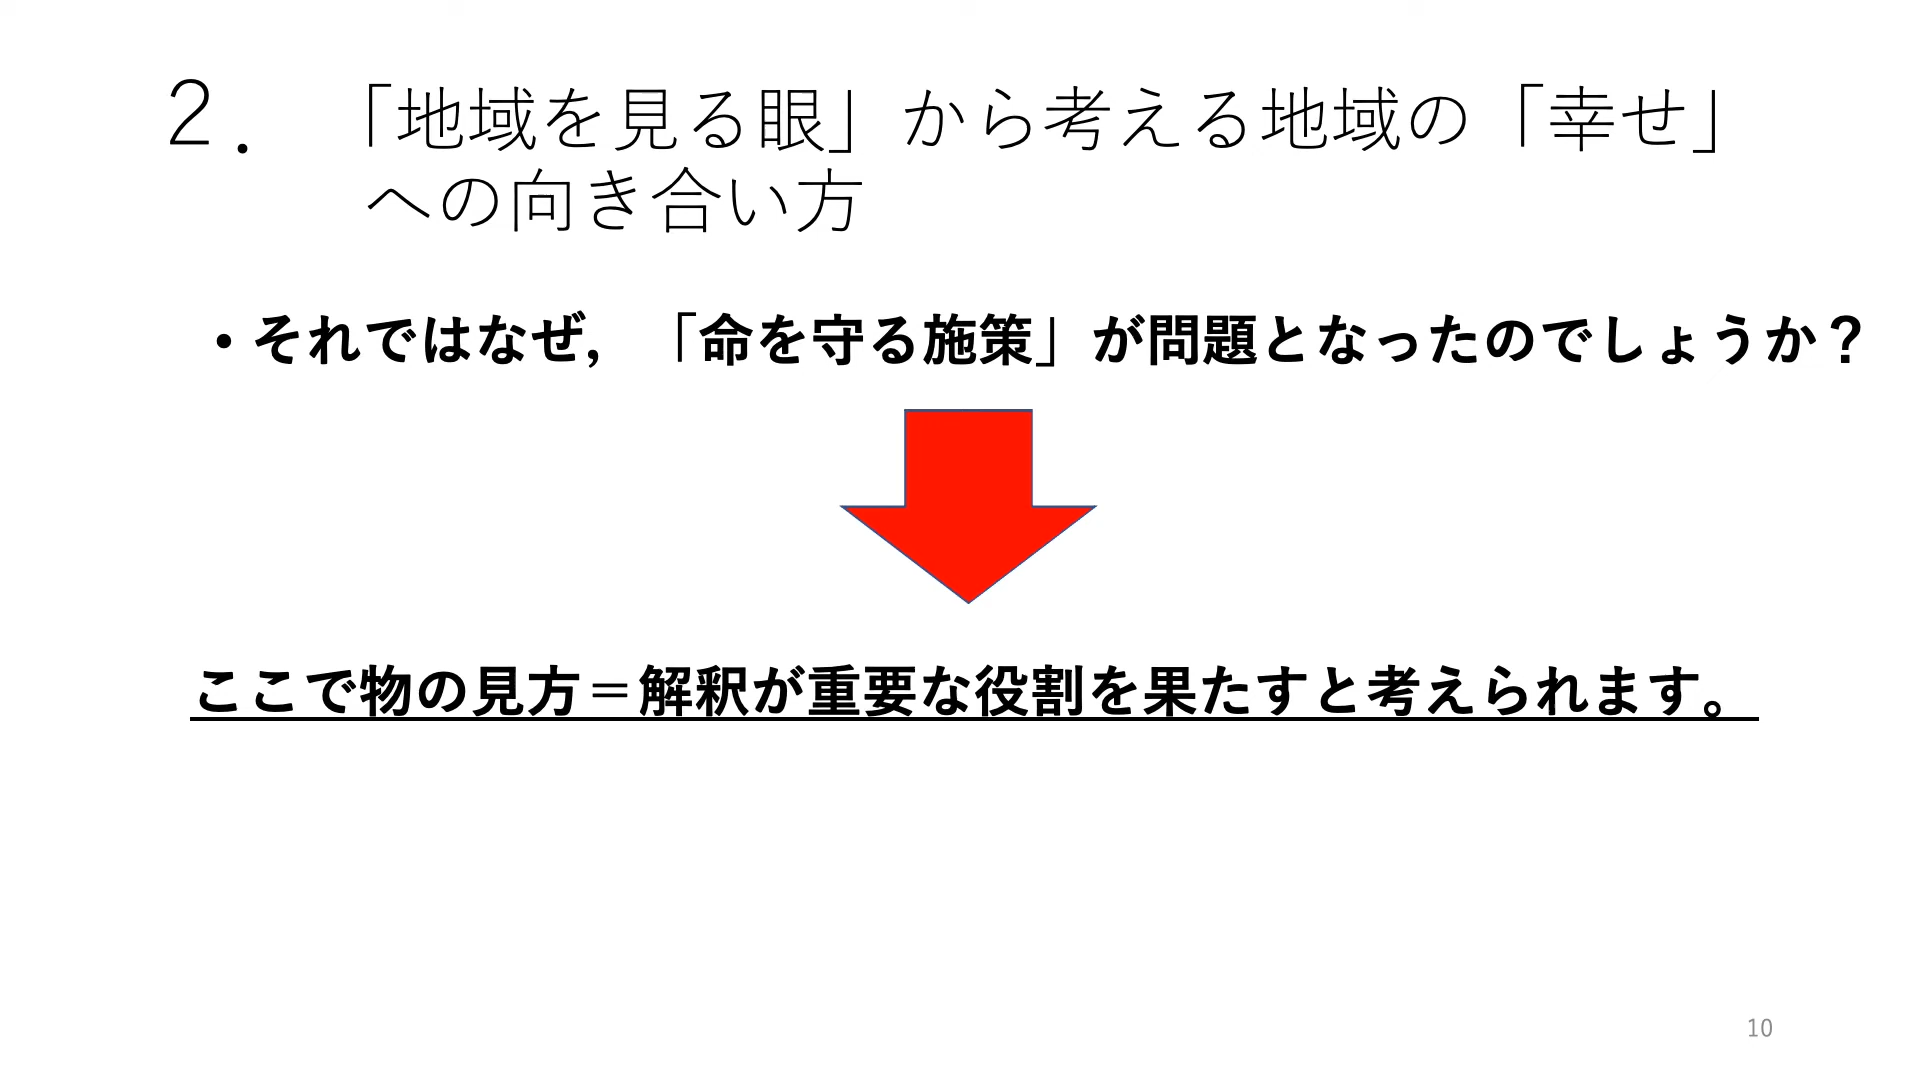 ２．　「地域を見る眼」から考える地域の「幸せ」
への向き合い方
・それではなぜ，「命を守る施策」が問題となったのでしょうか？
ここで物の見方＝解釈が重要な役割を果たすと考えられます。
10